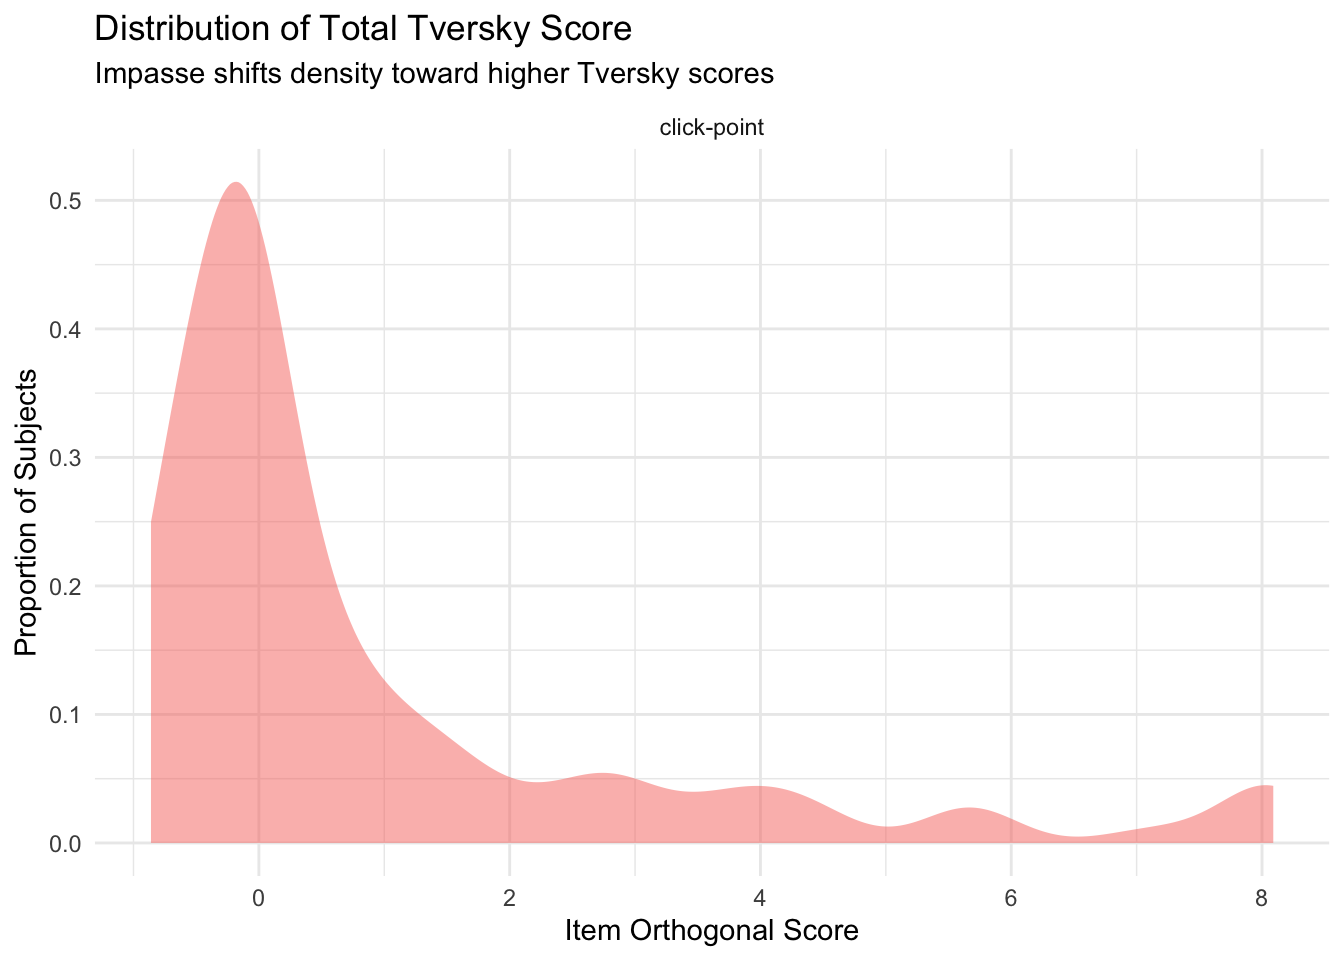 Distribution of Total Tversky Score
Impasse shifts density toward higher Tversky scores
click-point
0.5
0.4
0.3
0.2
0.1
0.0
Proportion of Subjects
0 2 4 6 8
Item Orthogonal Score